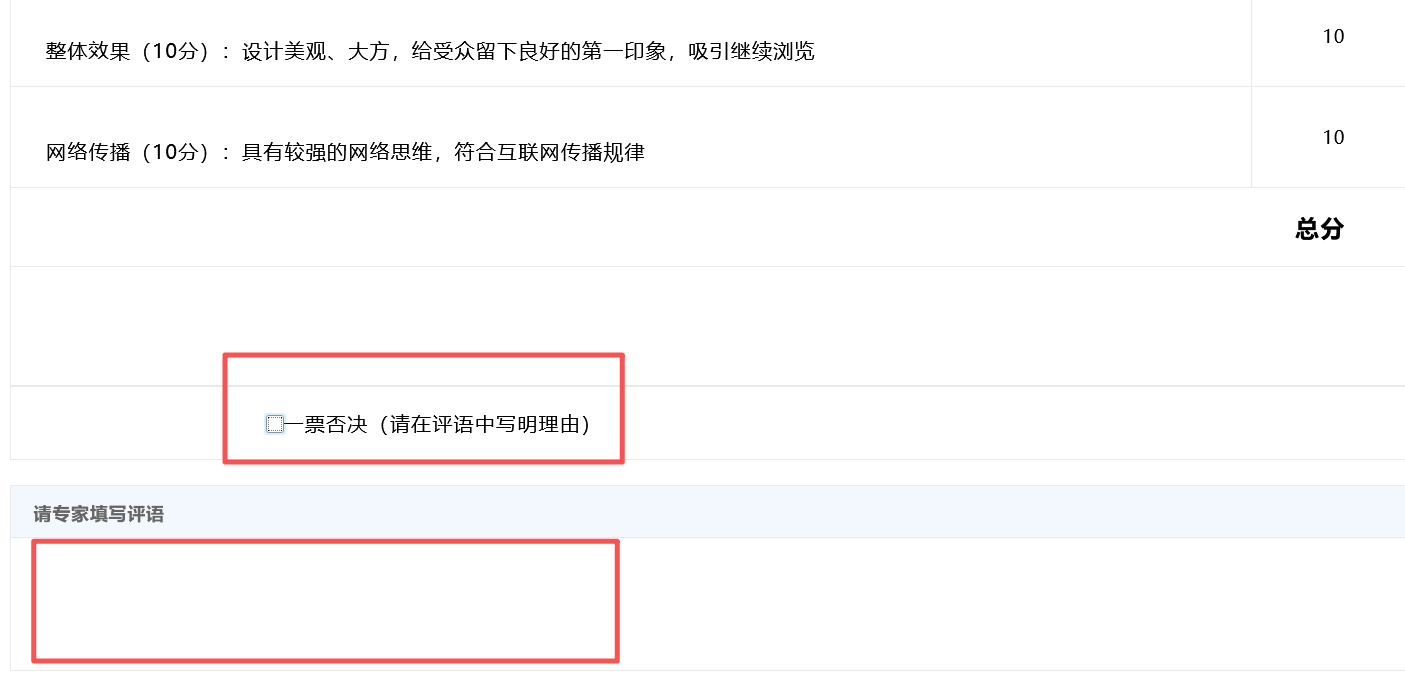 整体效果（10分）：设计美观、大方，给受众留下良好的第一印象，吸引继续浏览
10
网络传播（10分）：具有较强的网络思维，符合互联网传播规律
10
总分
一票否决（请在评语中写明理由）
请专家填写评语